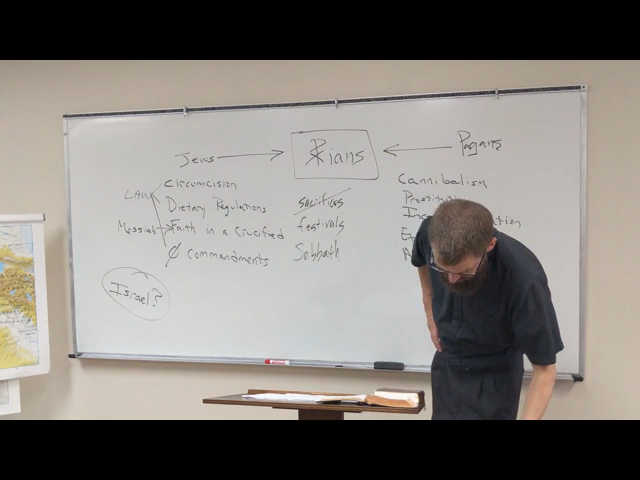 Jews → ☧ians ← Pagans
LAW
Circumcision
Dietary Regulations
Messiah → Faith in a Crucified
Ø Commandments
Israel?
Sacrifices
festivals
Sabbath
Cannibalism